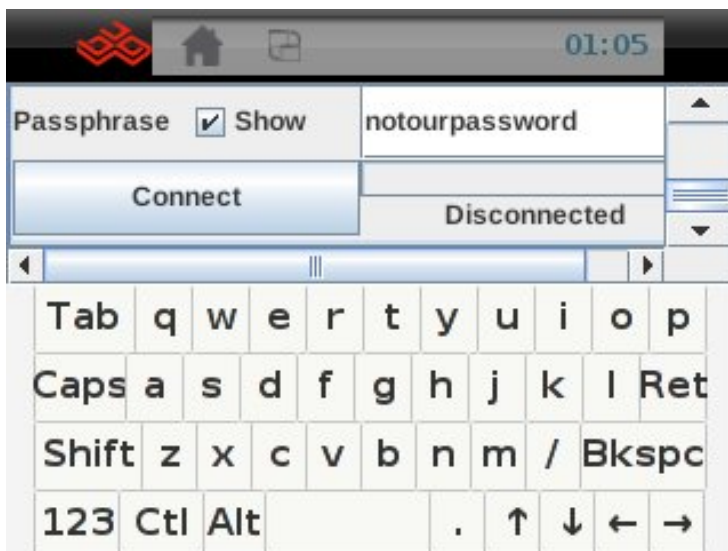 01:05
Passphrase Show notourpassword
Connect Disconnected
Tab q w e r t y u i o p
Caps a s d f g h j k l Ret
Shift z x c v b n m / Bkspc
123 Ctl Alt . ↑ ↓ ← →